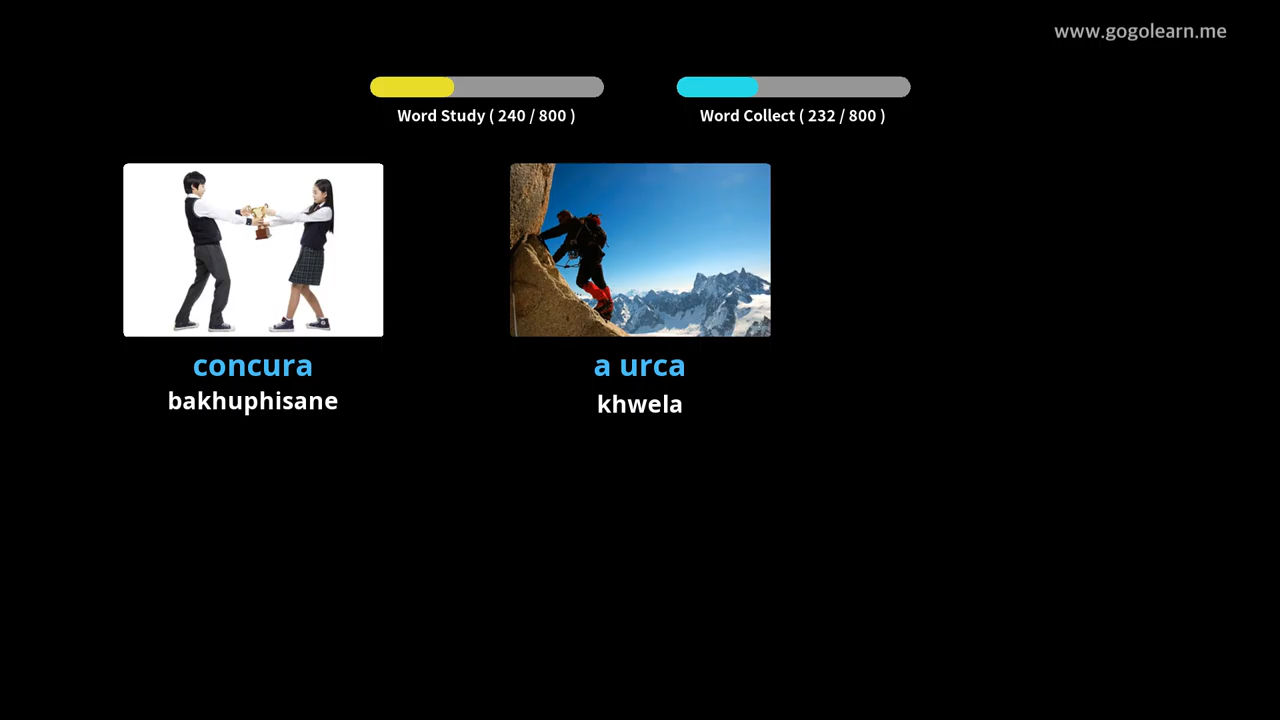 www.gogolearn.me
Word Study ( 240 / 800 )
Word Collect ( 232 / 800 )
concura
bakhuphisane
a urca
khwela